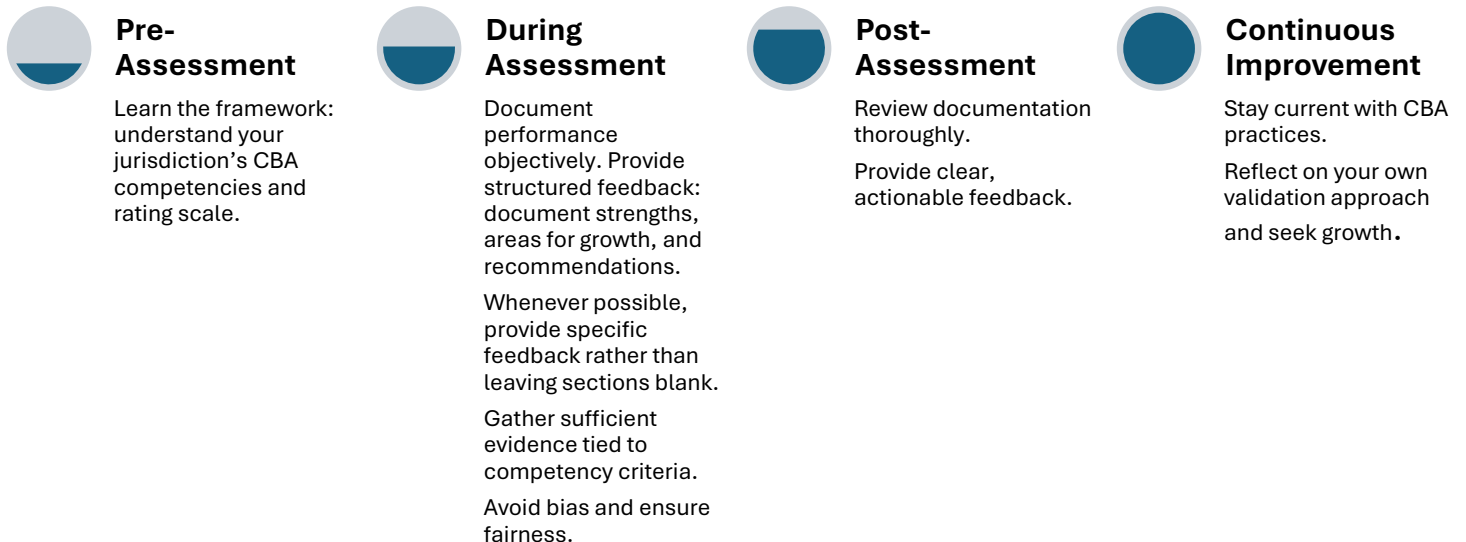 Pre-
Assessment
Learn the framework:
understand your
jurisdiction’s CBA
competencies and
rating scale.
During
Assessment
Document
performance
objectively. Provide
structured feedback:
document strengths,
areas for growth, and
recommendations.
Whenever possible,
provide specific
feedback rather than
leaving sections blank.
Gather sufficient
evidence tied to
competency criteria.
Avoid bias and ensure
fairness.
Post-
Assessment
Review documentation
thoroughly.
Provide clear,
actionable feedback.
Continuous
Improvement
Stay current with CBA
practices.
Reflect on your own
validation approach
and seek growth.